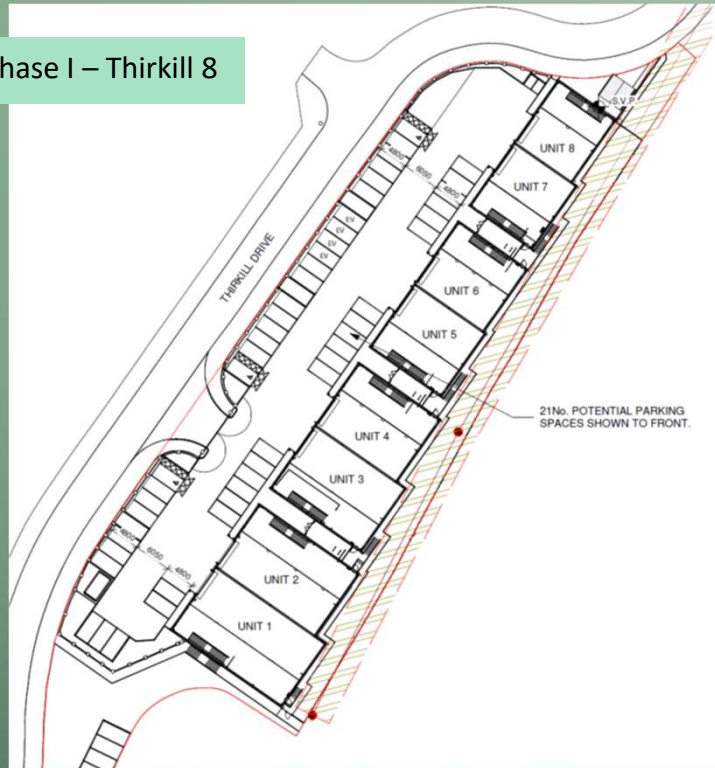 hase I – Thirkill 8
S.V.P.
UNIT 8
4800
6050
4800
UNIT 7
EV
EV
EV
EV
THIRKILL DRIVE
UNIT 6
UNIT 5
21No. POTENTIAL PARKING
SPACES SHOWN TO FRONT.
UNIT 4
UNIT 3
4800
6050
4800
UNIT 2
UNIT 1